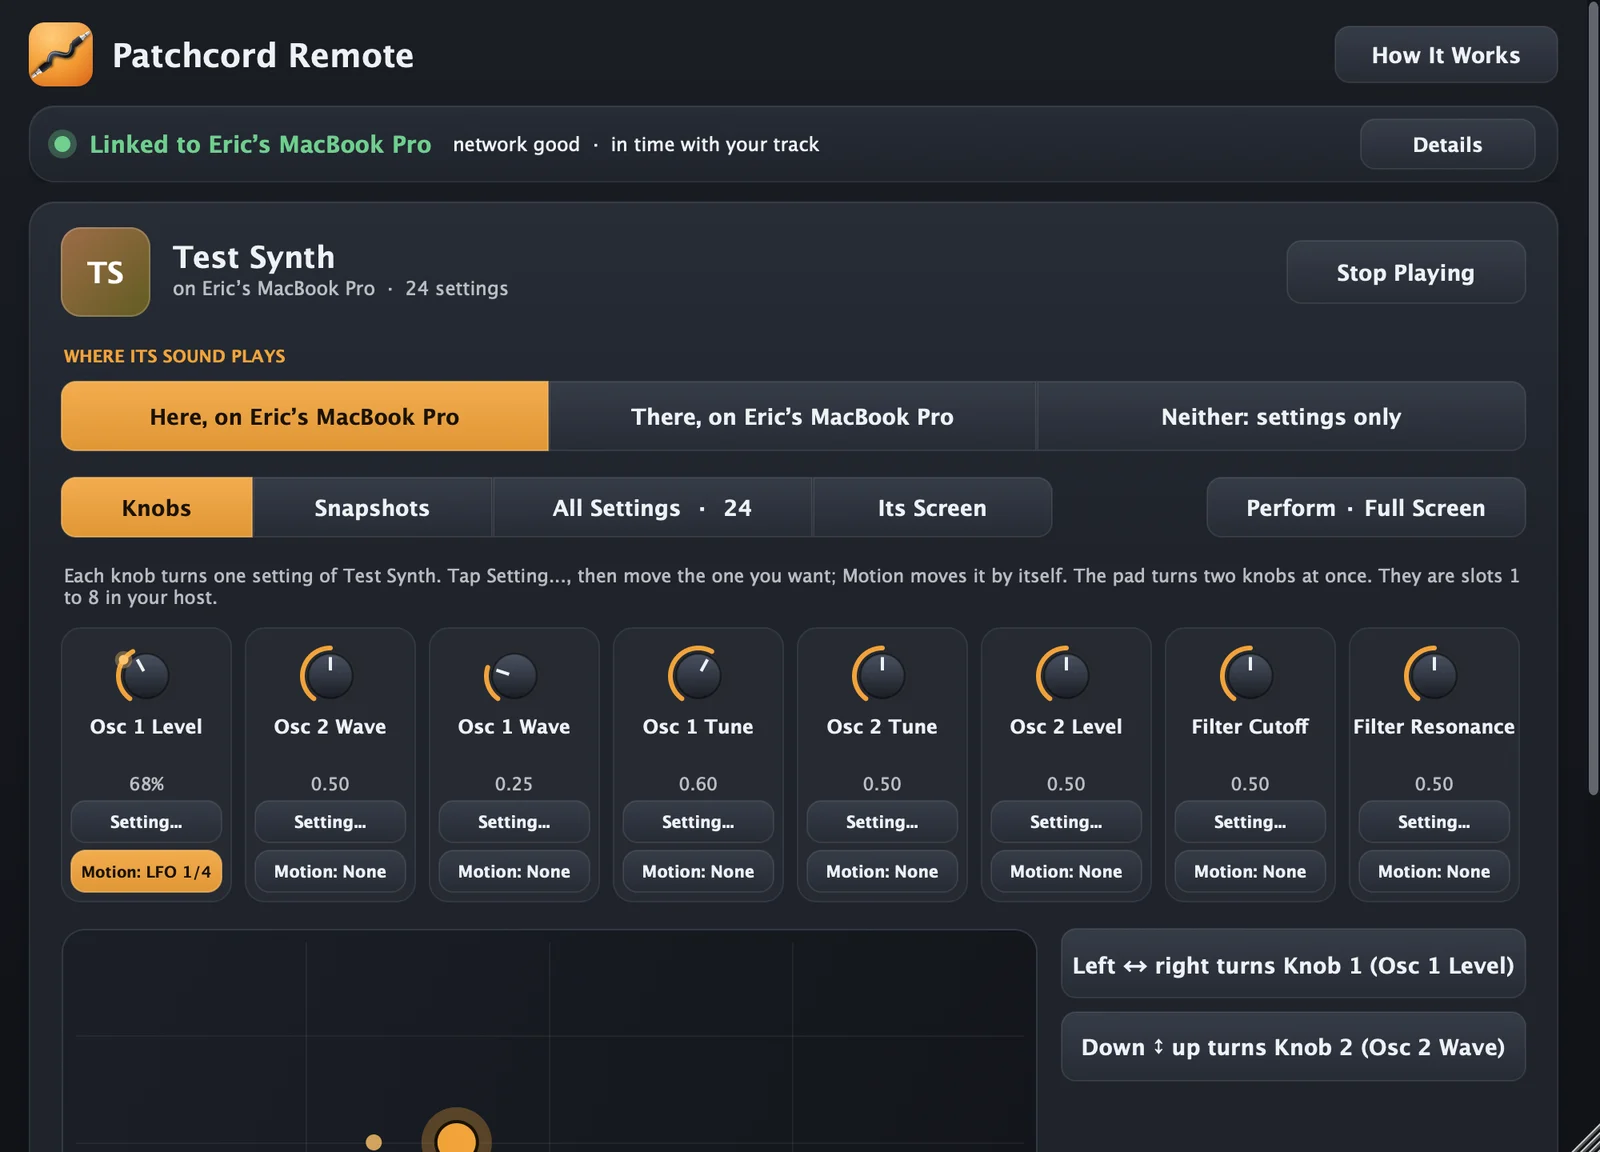 Patchcord Remote
How It Works
Linked to Eric’s MacBook Pro network good · in time with your track
Details
TS
Test Synth
on Eric’s MacBook Pro · 24 settings
Stop Playing
WHERE ITS SOUND PLAYS
Here, on Eric’s MacBook Pro
There, on Eric’s MacBook Pro
Neither: settings only
Knobs
Snapshots
All Settings · 24
Its Screen
Perform · Full Screen
Each knob turns one setting of Test Synth. Tap Setting..., then move the one you want; Motion moves it by itself. The pad turns two knobs at once. They are slots 1
to 8 in your host.
Osc 1 Level
Osc 2 Wave
Osc 1 Wave
Osc 1 Tune
Osc 2 Tune
Osc 2 Level
Filter Cutoff
Filter Resonance
68%
0.50
0.25
0.60
0.50
0.50
0.50
0.50
Setting...
Setting...
Setting...
Setting...
Setting...
Setting...
Setting...
Setting...
Motion: LFO 1/4
Motion: None
Motion: None
Motion: None
Motion: None
Motion: None
Motion: None
Motion: None
Left ↔ right turns Knob 1 (Osc 1 Level)
Down ↕ up turns Knob 2 (Osc 2 Wave)